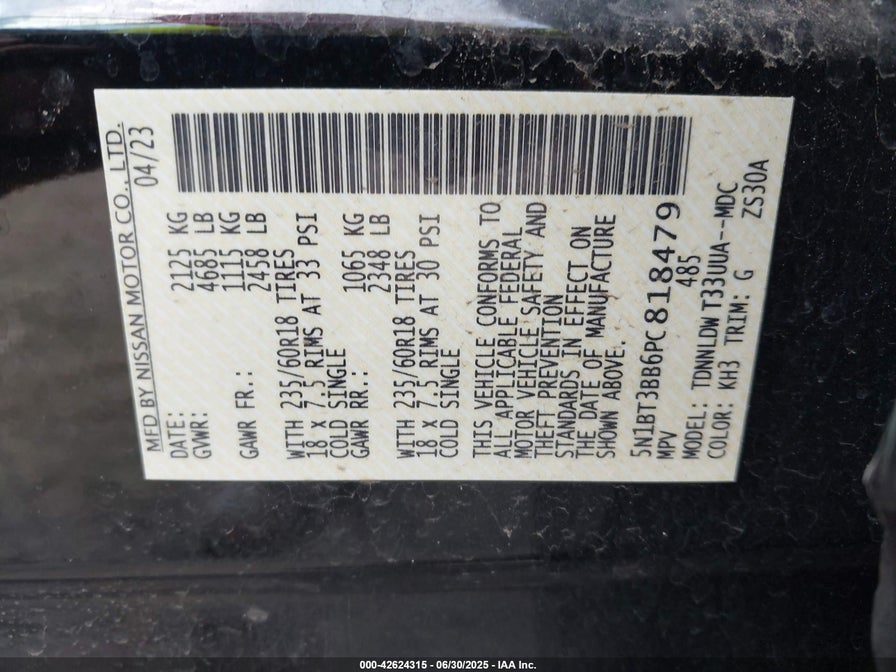 MFD BY NISSAN MOTOR CO., LTD.
DATE: 04/23
GVWR: 2125 KG
4685 LB
1115 KG
GAWR FR.: 2458 LB
WITH 235/60R18 TIRES
18 x 7.5 RIMS AT 33 PSI
COLD SINGLE
GAWR RR.: 1065 KG
2348 LB
WITH 235/60R18 TIRES
18 x 7.5 RIMS AT 30 PSI
COLD SINGLE
THIS VEHICLE CONFORMS TO
ALL APPLICABLE FEDERAL
MOTOR VEHICLE SAFETY AND
THEFT PREVENTION
STANDARDS IN EFFECT ON
THE DATE OF MANUFACTURE
SHOWN ABOVE.
5N1BT3BB6PC818479
MPV 485
MODEL: TDNNLDW T33UUA--MDC
COLOR: KH3 TRIM: G ZS30A
000-42624315 - 06/30/2025 - IAA Inc.